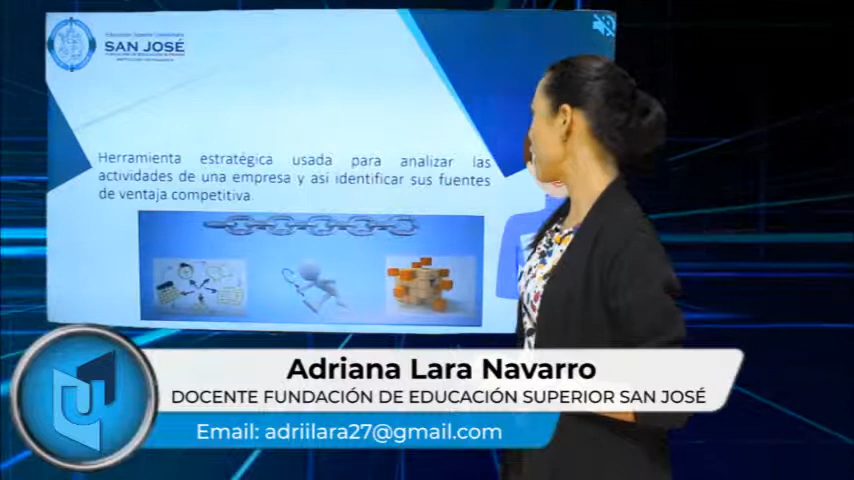 SAN JOSÉ
Herramienta estratégica usada para analizar las
actividades de una empresa y así identificar sus fuentes
de ventaja competitiva.
Adriana Lara Navarro
DOCENTE FUNDACIÓN DE EDUCACIÓN SUPERIOR SAN JOSÉ
Email: adriilara27@gmail.com